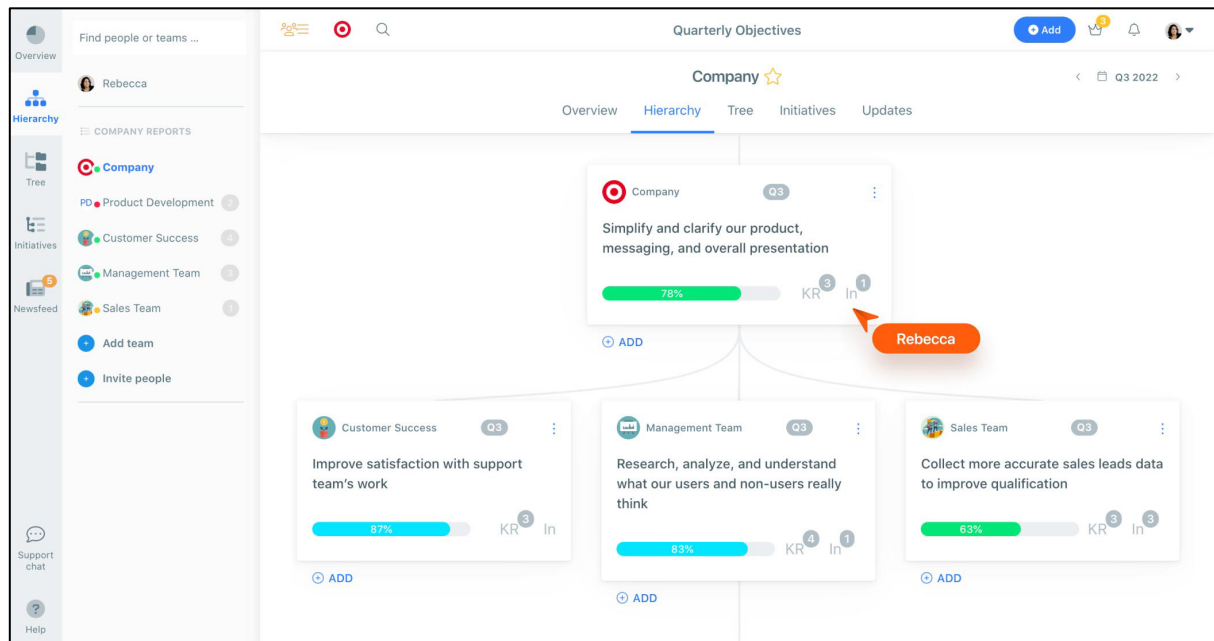 Overview
Hierarchy
Tree
Initiatives
5
Newsfeed
Support
chat
?
Help
Find people or teams ...
Rebecca
COMPANY REPORTS
Company
PD Product Development 2
Customer Success 4
Management Team 3
Sales Team 1
+ Add team
+ Invite people
Quarterly Objectives
+ Add
3
Company
< Q3 2022 >
Overview Hierarchy Tree Initiatives Updates
Company Q3
Simplify and clarify our product,
messaging, and overall presentation
78% KR 3 In 1
+ ADD
Rebecca
Customer Success Q3
Improve satisfaction with support
team's work
87% KR 3 In
+ ADD
Management Team Q3
Research, analyze, and understand
what our users and non-users really
think
83% KR 4 In 1
+ ADD
Sales Team Q3
Collect more accurate sales leads data
to improve qualification
63% KR 3 In 3
+ ADD